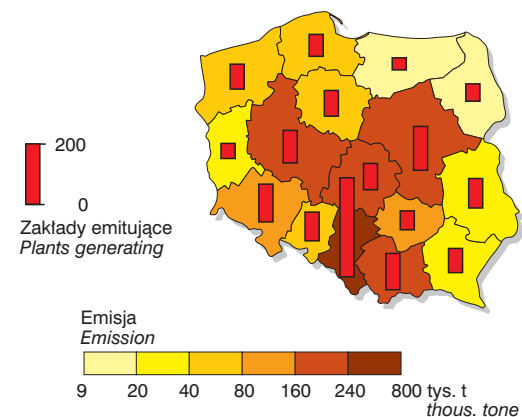 200
0
Zakłady emitujące
Plants generating
Emisja
Emission
9 20 40 80 160 240 800 tys. t
thous. tone